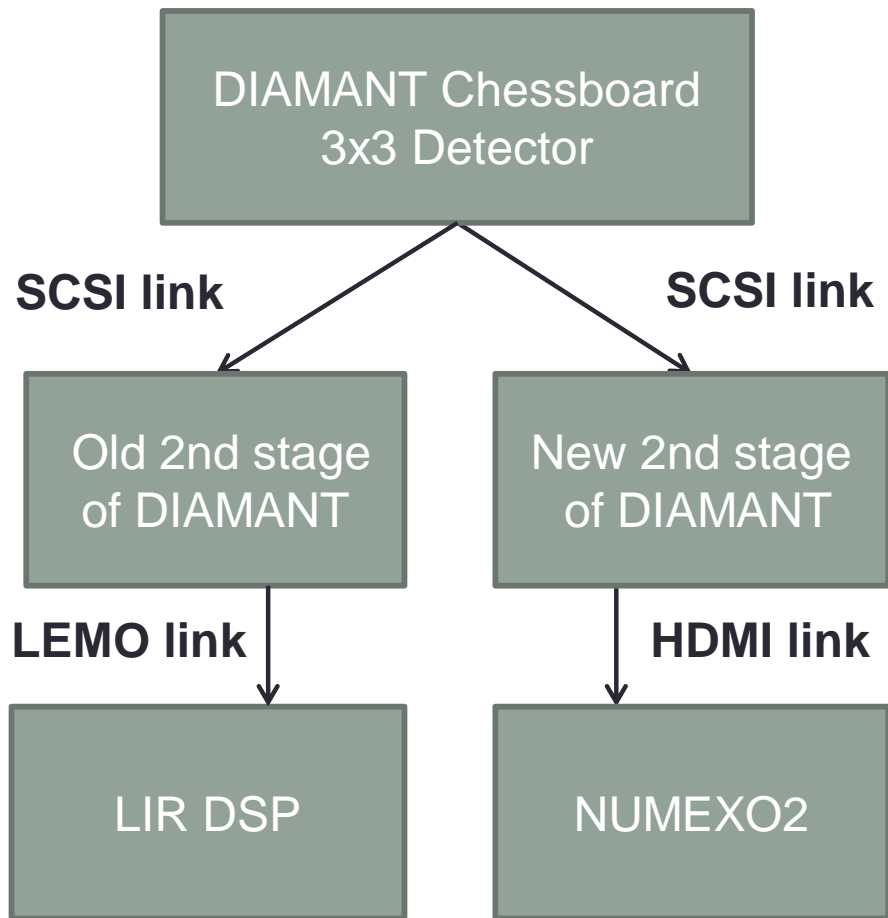 DIAMANT Chessboard
3x3 Detector
SCSI link
SCSI link
Old 2nd stage
of DIAMANT
New 2nd stage
of DIAMANT
LEMO link
HDMI link
LIR DSP
NUMEXO2